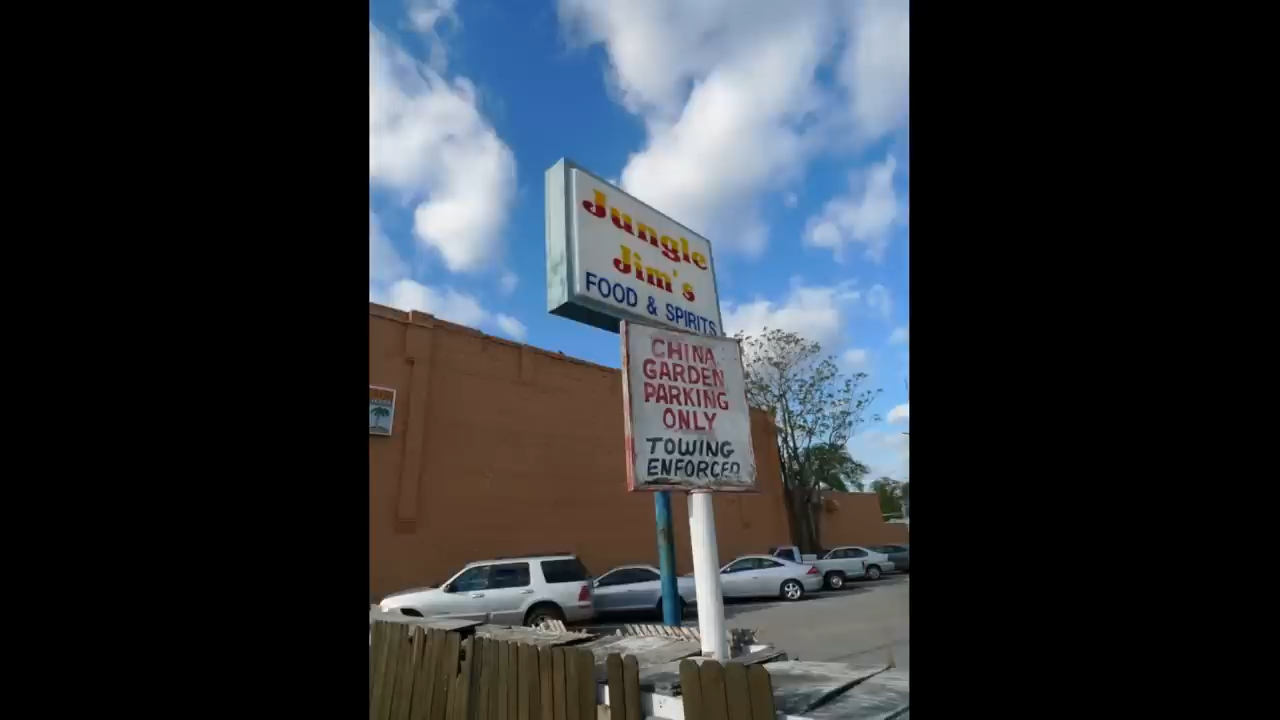 Jungle
Jim's
FOOD & SPIRITS
CHINA
GARDEN
PARKING
ONLY
TOWING
ENFORCED